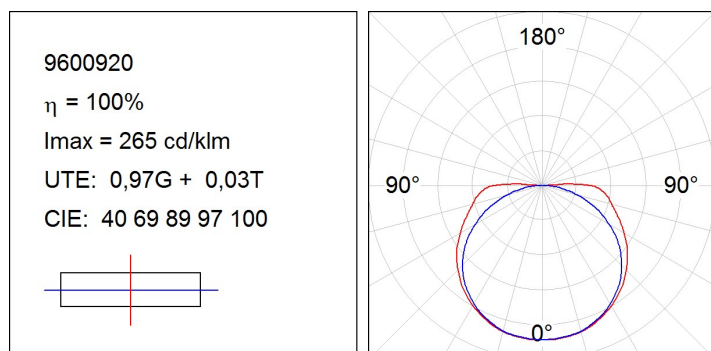 9600920
η = 100%
Imax = 265 cd/klm
UTE: 0,97G + 0,03T
CIE: 40 69 89 97 100
180°
90° 90°
0°